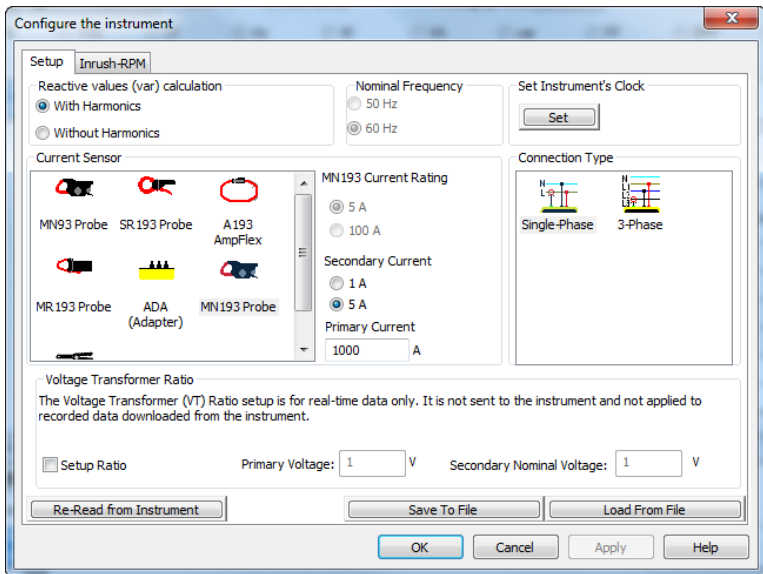 Configure the instrument
Setup
Inrush-RPM
Reactive values (var) calculation
With Harmonics
Without Harmonics
Nominal Frequency
50 Hz
60 Hz
Set Instrument's Clock
Set
Current Sensor
MN93 Probe
SR193 Probe
A193
AmpFlex
MR193 Probe
ADA
(Adapter)
MN193 Probe
MN193 Current Rating
5 A
100 A
Secondary Current
1 A
5 A
Primary Current
1000 A
Connection Type
N
L1
Single-Phase
N
L1
L2
L3
3-Phase
Voltage Transformer Ratio
The Voltage Transformer (VT) Ratio setup is for real-time data only. It is not sent to the instrument and not applied to
recorded data downloaded from the instrument.
Setup Ratio
Primary Voltage: 1 V
Secondary Nominal Voltage: 1 V
Re-Read from Instrument
Save To File
Load From File
OK
Cancel
Apply
Help